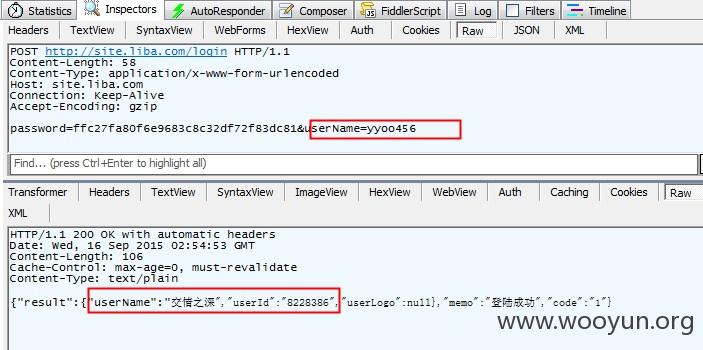 Statistics Inspectors AutoResponder Composer FiddlerScript Log Filters Timeline
Headers TextView SyntaxView WebForms HexView Auth Cookies Raw JSON XML
POST http://site.liba.com/login HTTP/1.1
Content-Length: 58
Content-Type: application/x-www-form-urlencoded
Host: site.liba.com
Connection: Keep-Alive
Accept-Encoding: gzip
password=ffc27fa80f6e9683c8c32df72f83dc81&userName=yyoo456
Find... (press Ctrl+Enter to highlight all)
Transformer Headers TextView SyntaxView ImageView HexView WebView Auth Caching Cookies Raw
XML
HTTP/1.1 200 OK with automatic headers
Date: Wed, 16 Sep 2015 02:54:53 GMT
Content-Length: 106
Cache-Control: max-age=0, must-revalidate
Content-Type: text/plain
{"result":{"userName":"交情之深","userId":"8228386","userLogo":null},"memo":"登陆成功","code":"1"}
www.wooyun.org